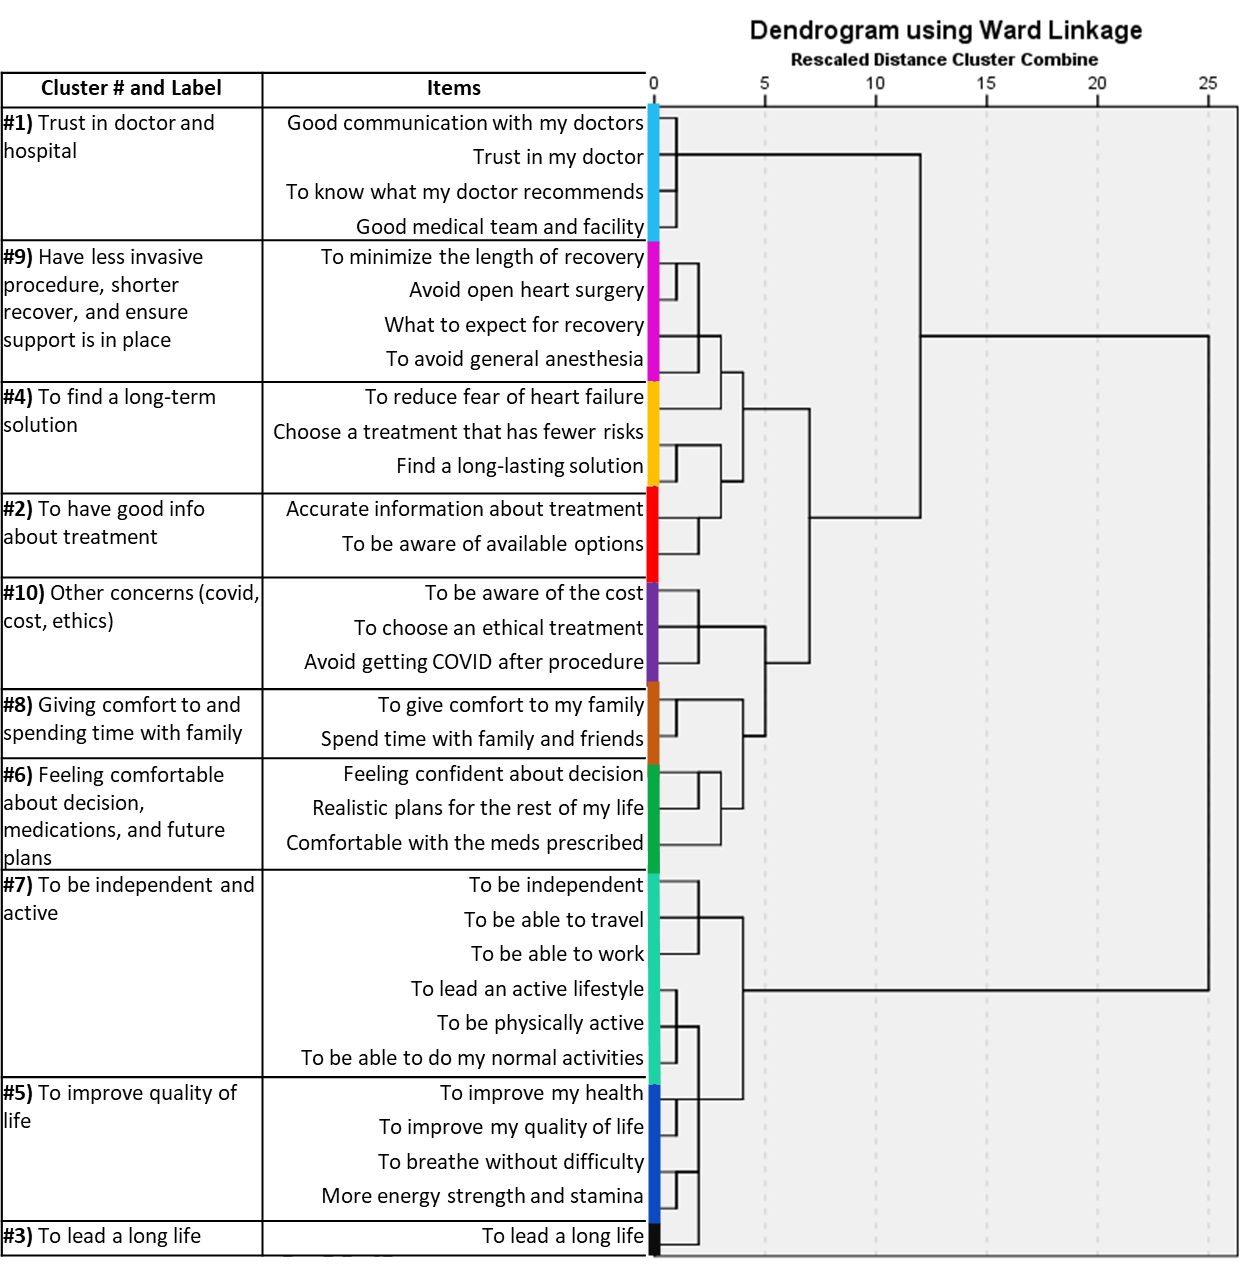 Dendrogram using Ward Linkage
Rescaled Distance Cluster Combine
0 5 10 15 20 25
Cluster # and Label
Items
#1) Trust in doctor and
hospital
Good communication with my doctors
Trust in my doctor
To know what my doctor recommends
Good medical team and facility
#9) Have less invasive
procedure, shorter
recover, and ensure
support is in place
To minimize the length of recovery
Avoid open heart surgery
What to expect for recovery
To avoid general anesthesia
#4) To find a long-term
solution
To reduce fear of heart failure
Choose a treatment that has fewer risks
Find a long-lasting solution
#2) To have good info
about treatment
Accurate information about treatment
To be aware of available options
#10) Other concerns (covid,
cost, ethics)
To be aware of the cost
To choose an ethical treatment
Avoid getting COVID after procedure
#8) Giving comfort to and
spending time with family
To give comfort to my family
Spend time with family and friends
#6) Feeling comfortable
about decision,
medications, and future
plans
Feeling confident about decision
Realistic plans for the rest of my life
Comfortable with the meds prescribed
#7) To be independent and
active
To be independent
To be able to travel
To be able to work
To lead an active lifestyle
To be physically active
To be able to do my normal activities
#5) To improve quality of
life
To improve my health
To improve my quality of life
To breathe without difficulty
More energy strength and stamina
#3) To lead a long life
To lead a long life